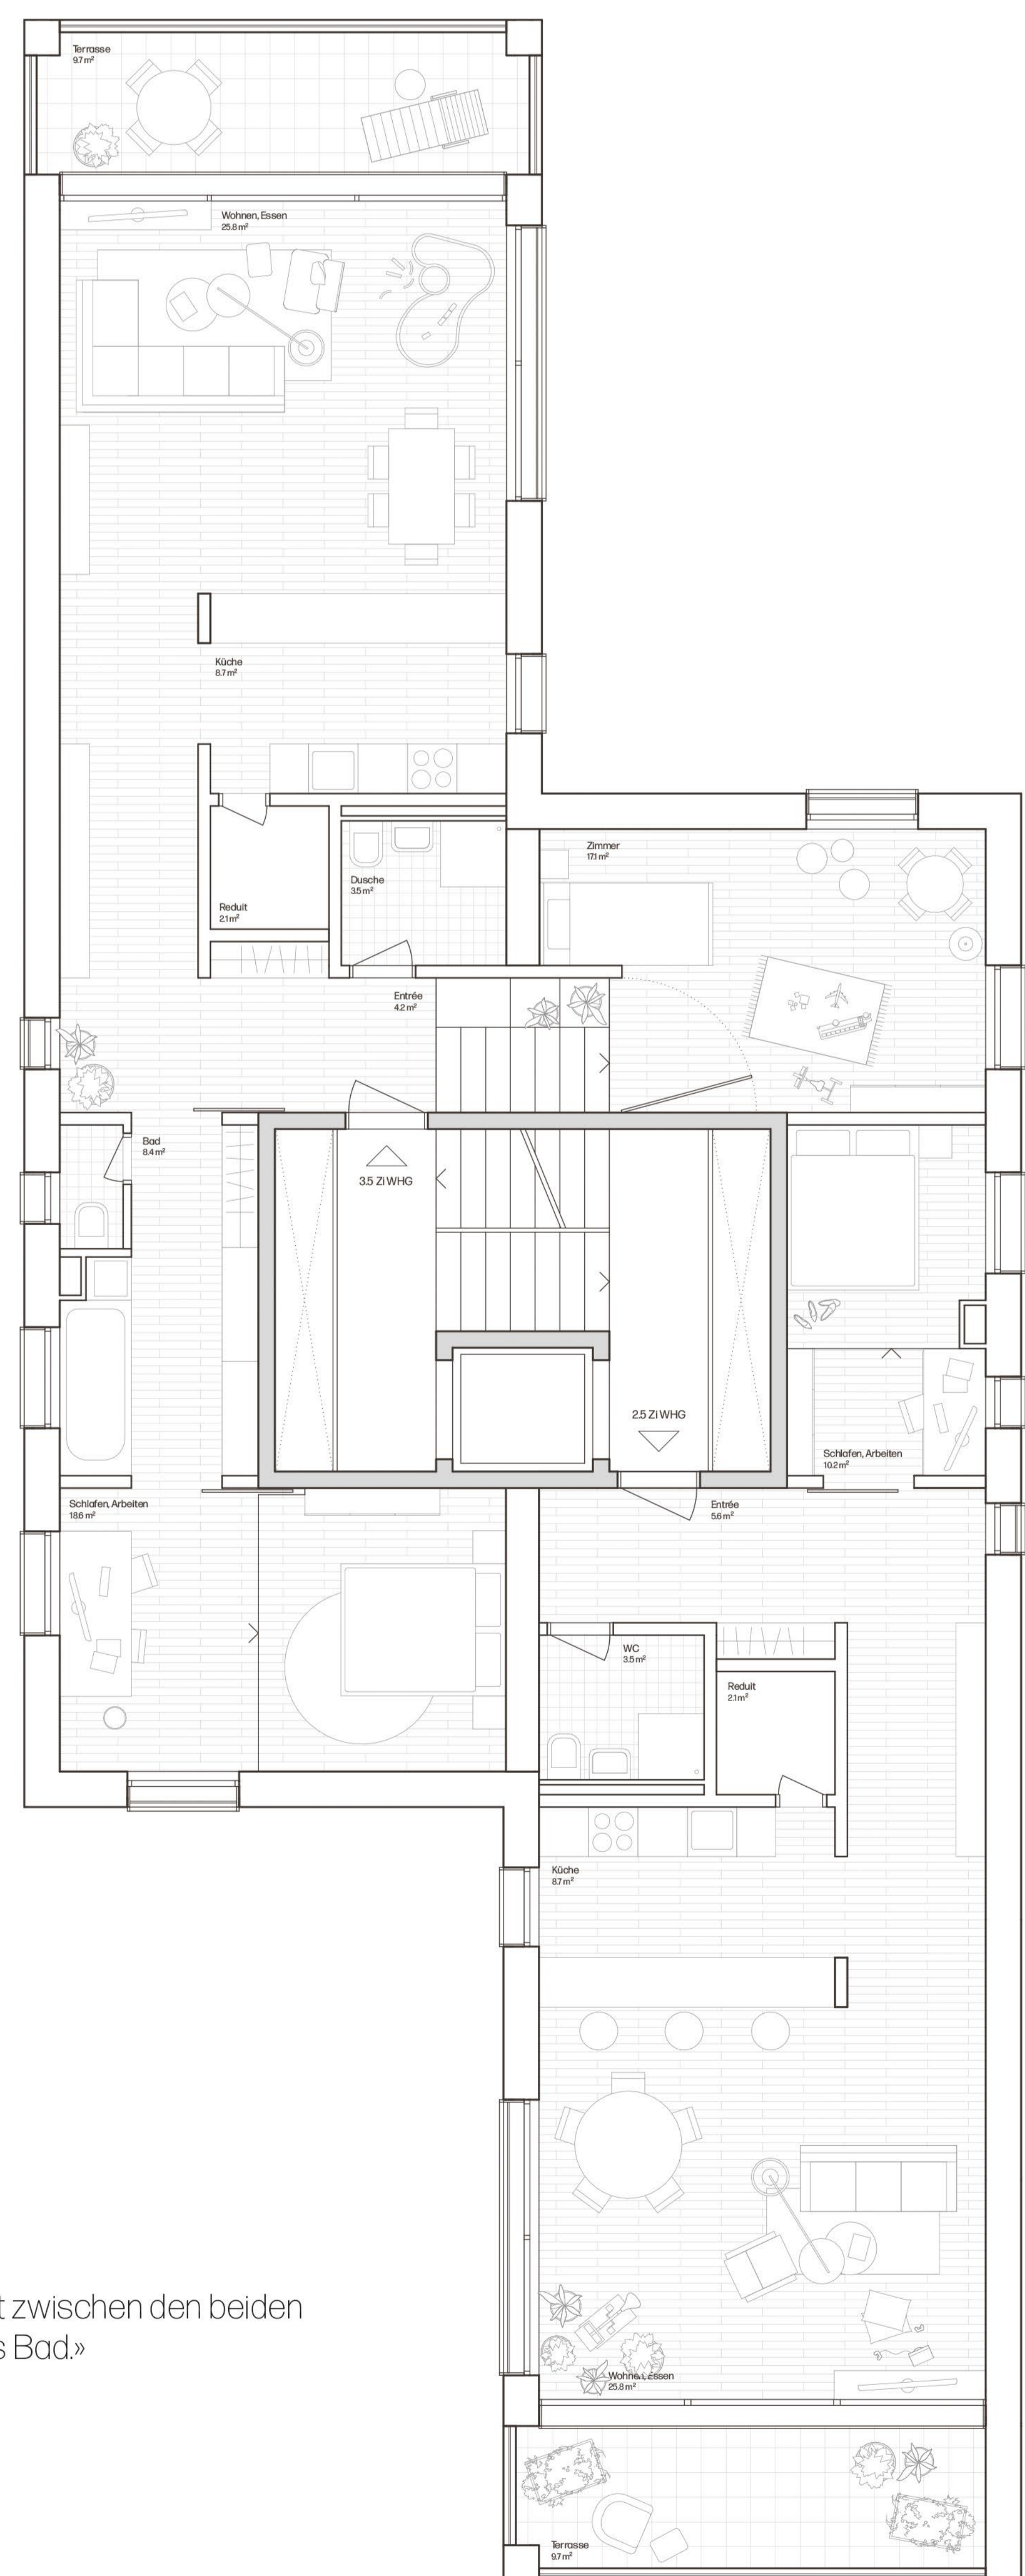 Terrasse
9.7 m²
Wohnen, Essen
25.8 m²
Küche
8.7 m²
Zimmer
17.1 m²
Dusche
3.5 m²
Reduit
2.1 m²
Entrée
4.2 m²
Bad
8.4 m²
3.5 Zi WHG
2.5 Zi WHG
Schlafen, Arbeiten
10.2 m²
Schlafen, Arbeiten
18.6 m²
Entrée
5.6 m²
WC
3.5 m²
Reduit
2.1 m²
Küche
8.7 m²
t zwischen den beiden
s Bad.»
Wohnen, Essen
25.8 m²
Terrasse
9.7 m²